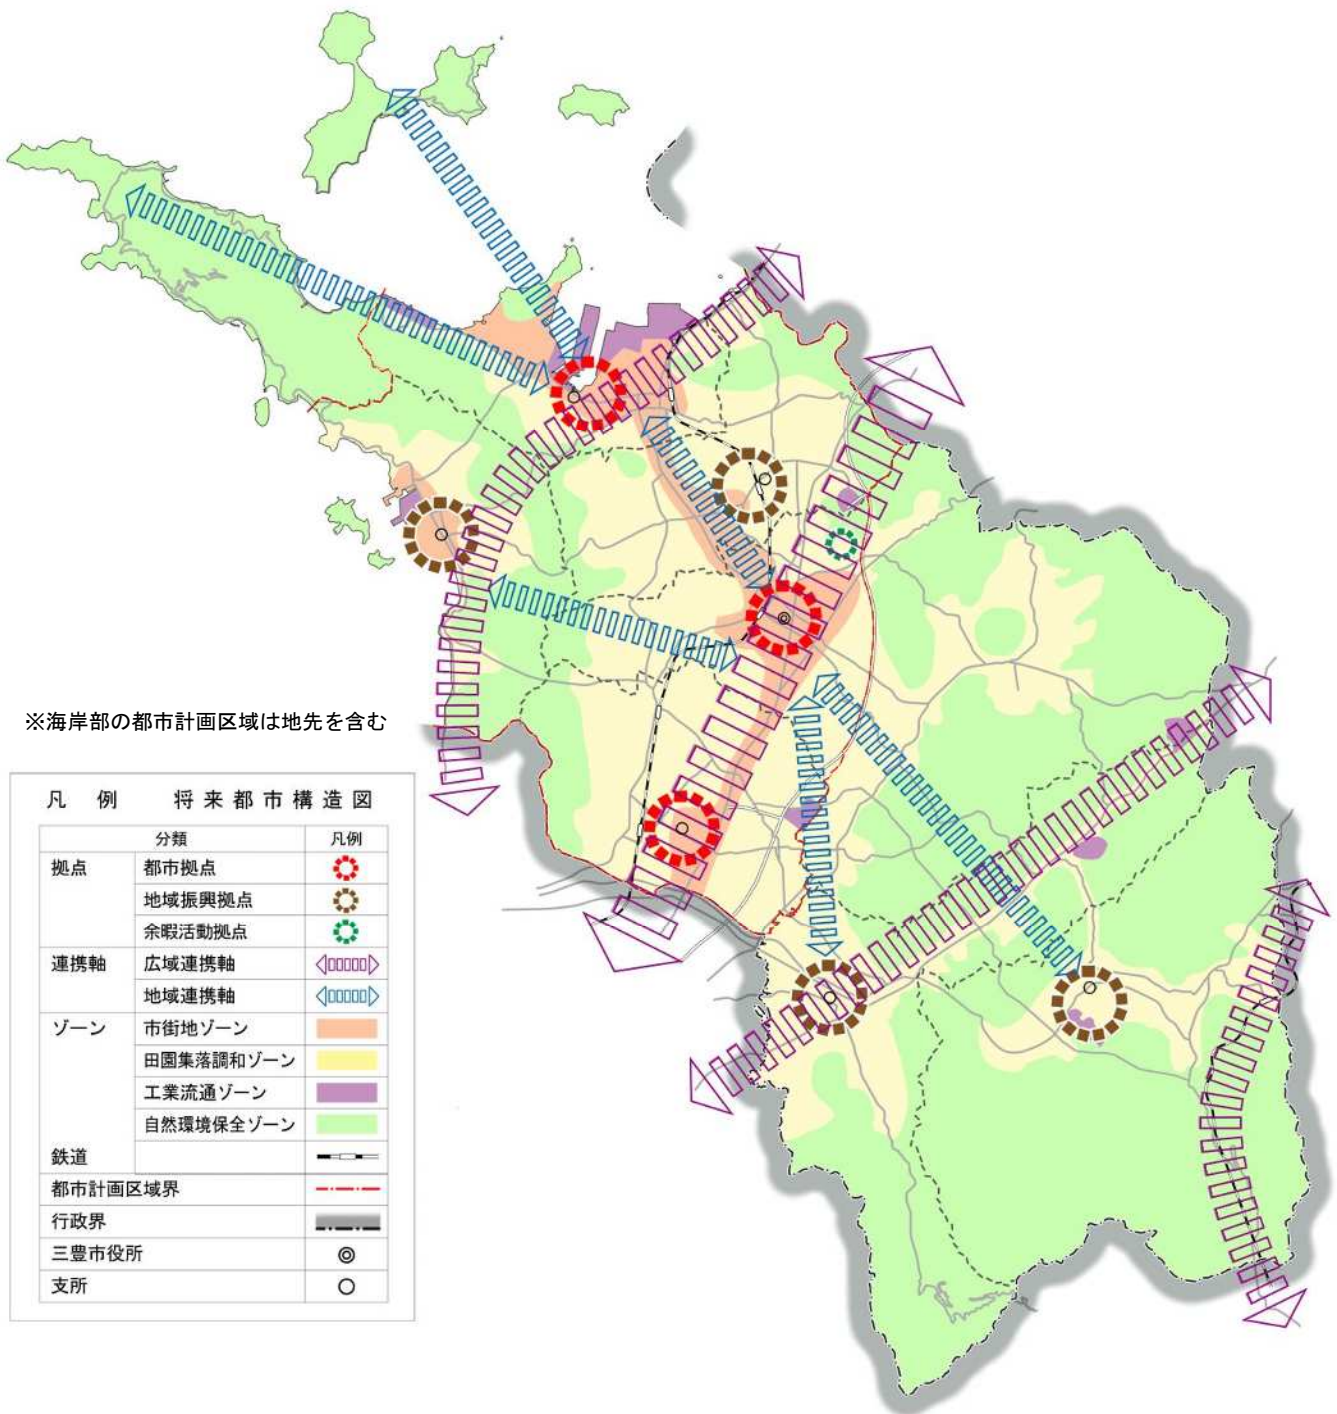 ※海岸部の都市計画区域は地先を含む
凡 例 将来都市構造図
分類 凡例
拠点 都市拠点
地域振興拠点
余暇活動拠点
連携軸 広域連携軸
地域連携軸
ゾーン 市街地ゾーン
田園集落調和ゾーン
工業流通ゾーン
自然環境保全ゾーン
鉄道
都市計画区域界
行政界
三豊市役所
支所